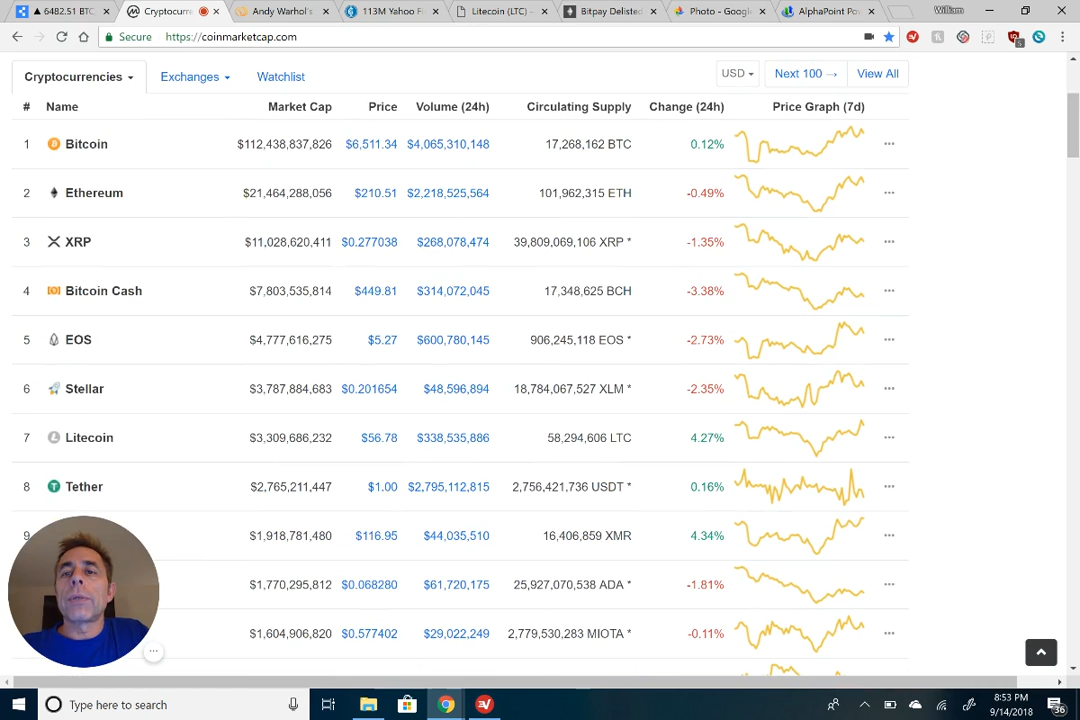 ▲ 6482.51 BTC
Cryptocurre
Andy Warhol's
113M Yahoo F
Litecoin (LTC) –
Bitpay Delisted
Photo - Google
AlphaPoint Po
William
Secure https://coinmarketcap.com
Cryptocurrencies Exchanges Watchlist USD Next 100 → View All
# Name Market Cap Price Volume (24h) Circulating Supply Change (24h) Price Graph (7d)
1 Bitcoin $112,438,837,826 $6,511.34 $4,065,310,148 17,268,162 BTC 0.12%
2 Ethereum $21,464,288,056 $210.51 $2,218,525,564 101,962,315 ETH -0.49%
3 XRP $11,028,620,411 $0.277038 $268,078,474 39,809,069,106 XRP * -1.35%
4 Bitcoin Cash $7,803,535,814 $449.81 $314,072,045 17,348,625 BCH -3.38%
5 EOS $4,777,616,275 $5.27 $600,780,145 906,245,118 EOS * -2.73%
6 Stellar $3,787,884,683 $0.201654 $48,596,894 18,784,067,527 XLM * -2.35%
7 Litecoin $3,309,686,232 $56.78 $338,535,886 58,294,606 LTC 4.27%
8 Tether $2,765,211,447 $1.00 $2,795,112,815 2,756,421,736 USDT * 0.16%
9 $1,918,781,480 $116.95 $44,035,510 16,406,859 XMR 4.34%
$1,770,295,812 $0.068280 $61,720,175 25,927,070,538 ADA * -1.81%
$1,604,906,820 $0.577402 $29,022,249 2,779,530,283 MIOTA * -0.11%
Type here to search
8:53 PM
9/14/2018
36